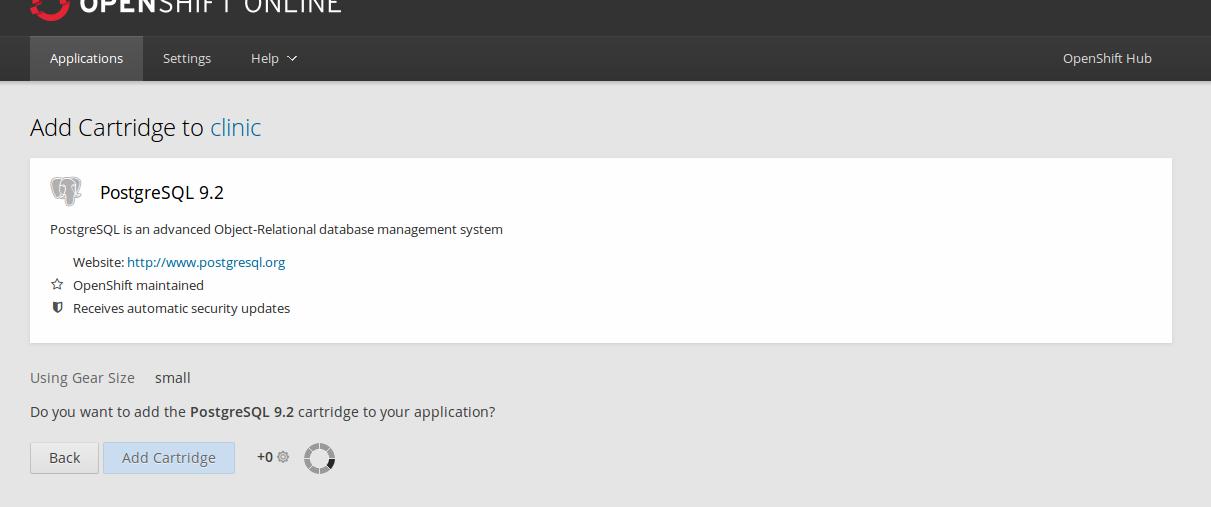 OPENSHIFT ONLINE
Applications Settings Help OpenShift Hub
Add Cartridge to clinic
PostgreSQL 9.2
PostgreSQL is an advanced Object-Relational database management system
Website: http://www.postgresql.org
OpenShift maintained
Receives automatic security updates
Using Gear Size small
Do you want to add the PostgreSQL 9.2 cartridge to your application?
Back Add Cartridge +0